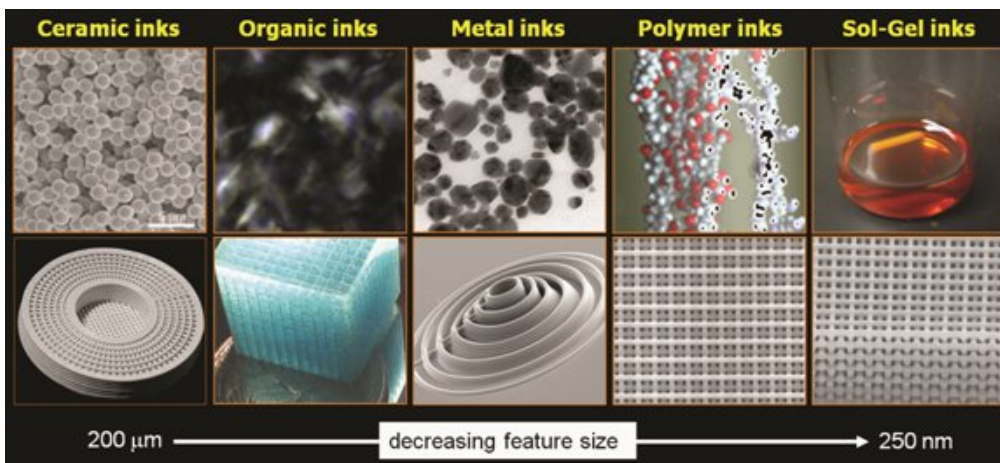 Ceramic inks
Organic inks
Metal inks
Polymer inks
Sol-Gel inks
200 μm
decreasing feature size
250 nm